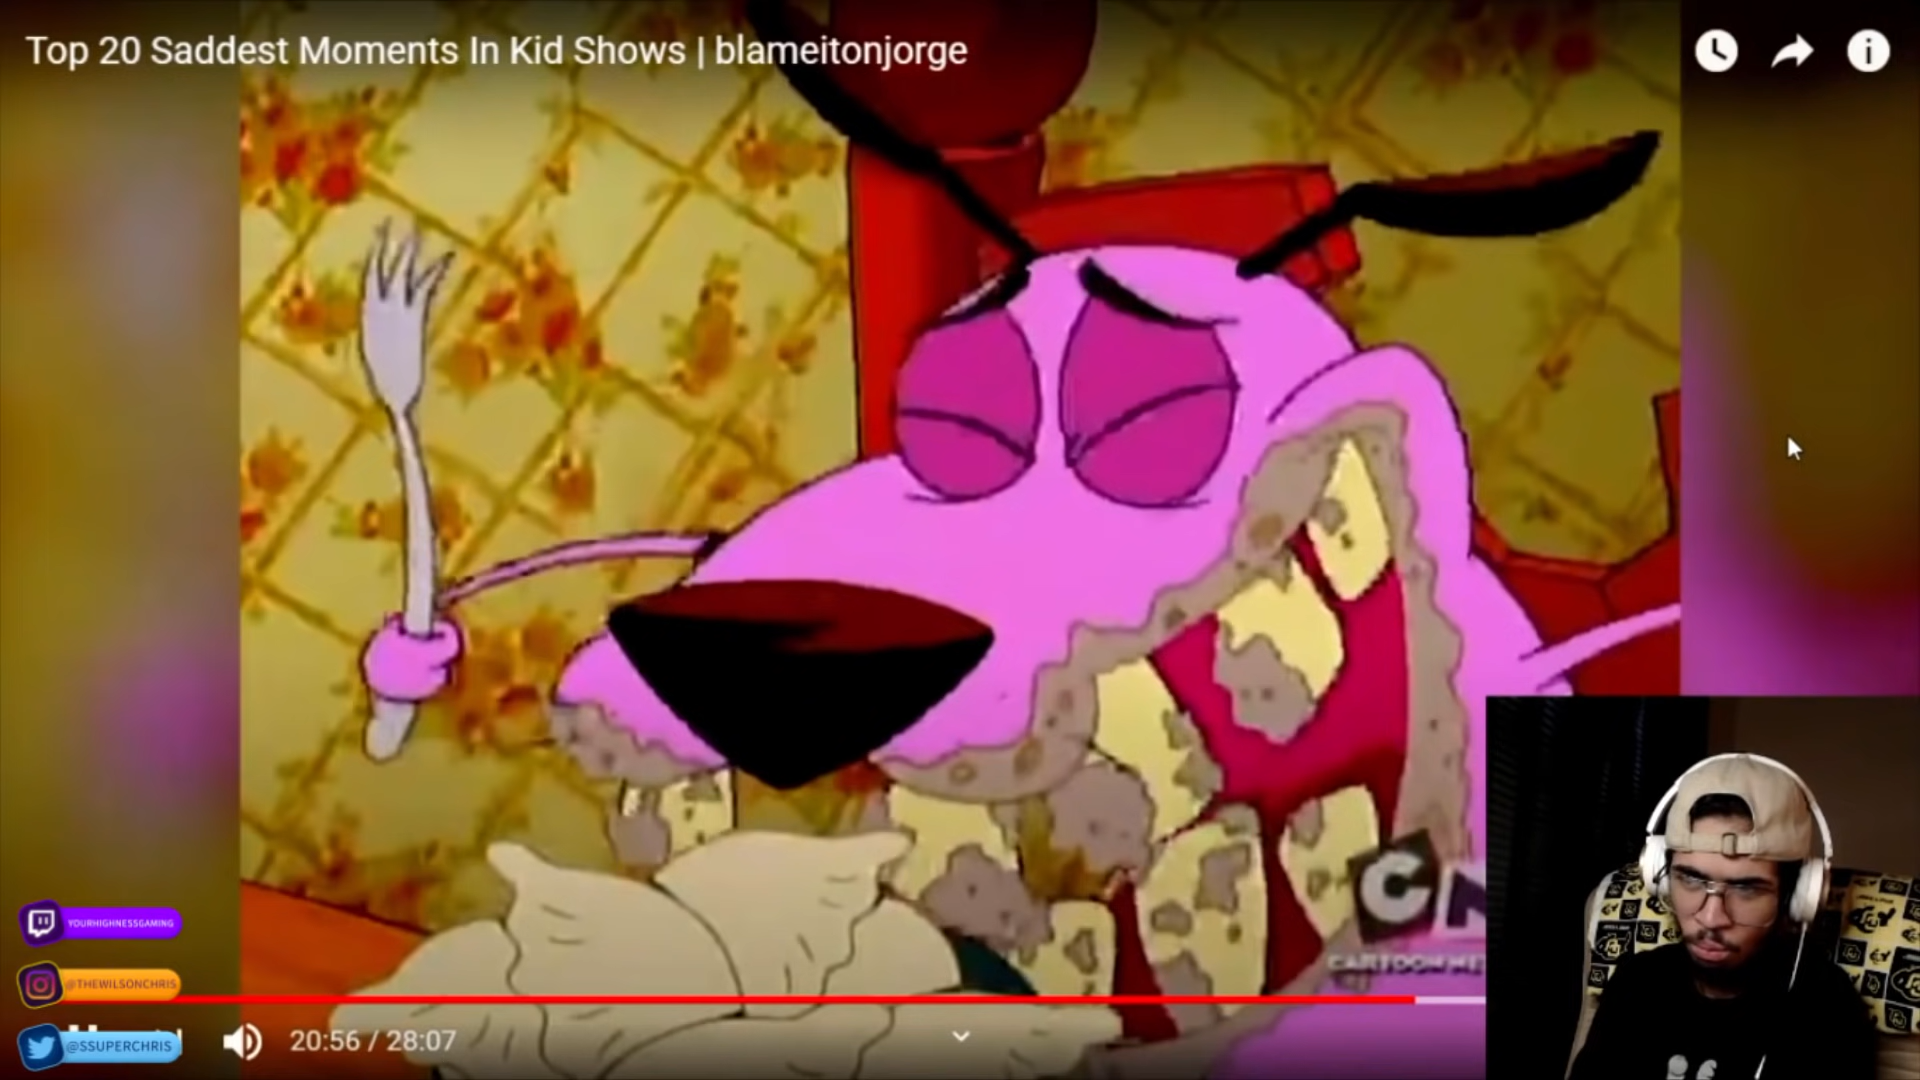 Top 20 Saddest Moments In Kid Shows | blameitonjorge
YOURHIGHNESSGAMING
@THEWILSONCHRIS
@SSUPERCHRIS
20:56 / 28:07
CN